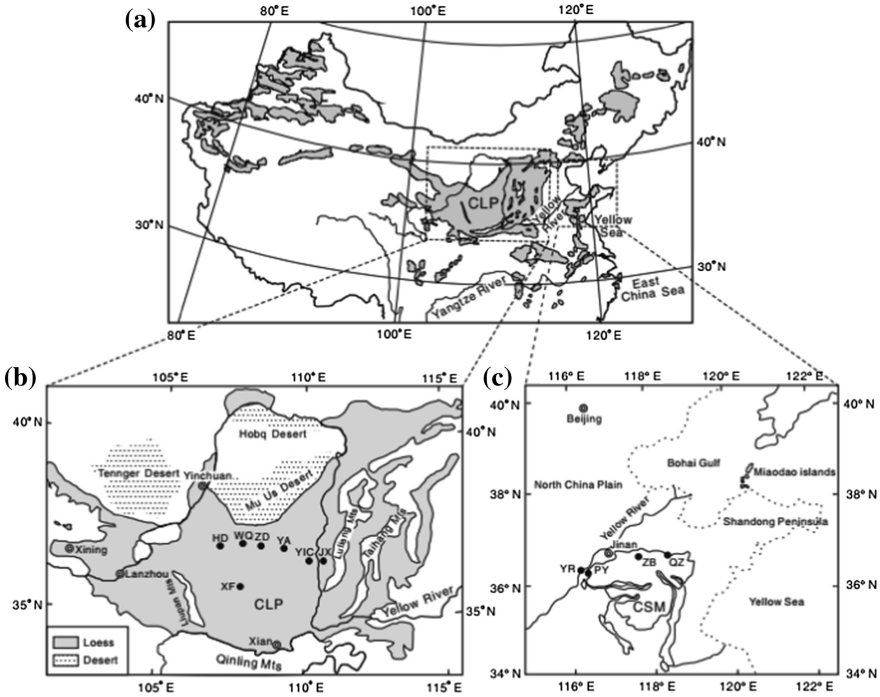 (a)
80° E
100° E
120° E
40° N
40° N
CLP
Yellow
River
Yellow
Sea
30° N
30° N
Yangtze River
East
China Sea
80° E
100° E
120° E
(b)
105° E
110° E
115° E
40° N
40° N
Hobq Desert
Tennger Desert
Yinchuan
Mu Us Desert
HD
WQ
ZD
YA
YIC
JX
Luliang Mts
Taihang Mts
Xining
Lanzhou
XF
Liupan Mts
CLP
35° N
35° N
Yellow River
Xian
Qinling Mts
Loess
Desert
105° E
110° E
115° E
(c)
116° E
118° E
120° E
122° E
40° N
40° N
Beijing
Bohai Gulf
Miaodao islands
North China Plain
38° N
38° N
Yellow River
Shandong Peninsula
Jinan
YR
PY
ZB
QZ
36° N
36° N
CSM
Yellow Sea
34° N
34° N
116° E
118° E
120° E
122° E